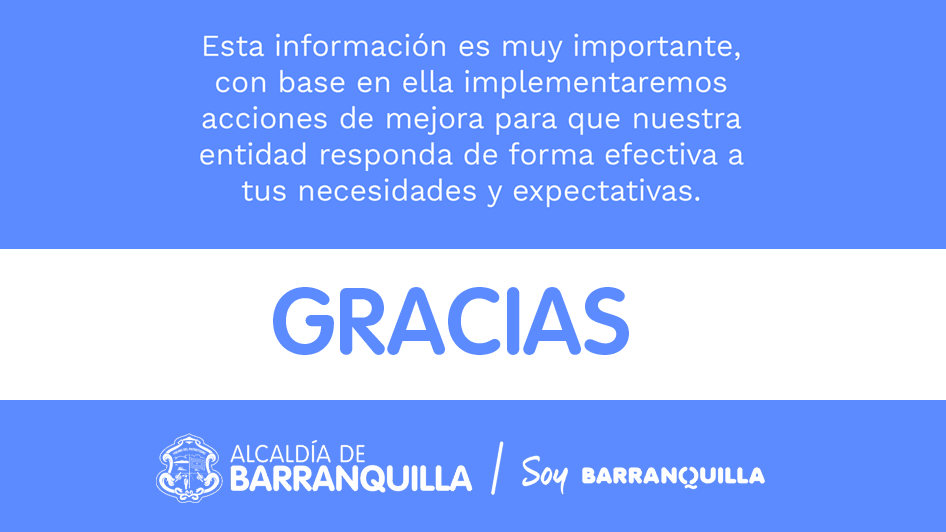 Esta información es muy importante,
con base en ella implementaremos
acciones de mejora para que nuestra
entidad responda de forma efectiva a
tus necesidades y expectativas.
GRACIAS
ALCALDÍA DE
BARRANQUILLA
Soy BARRANQUILLA